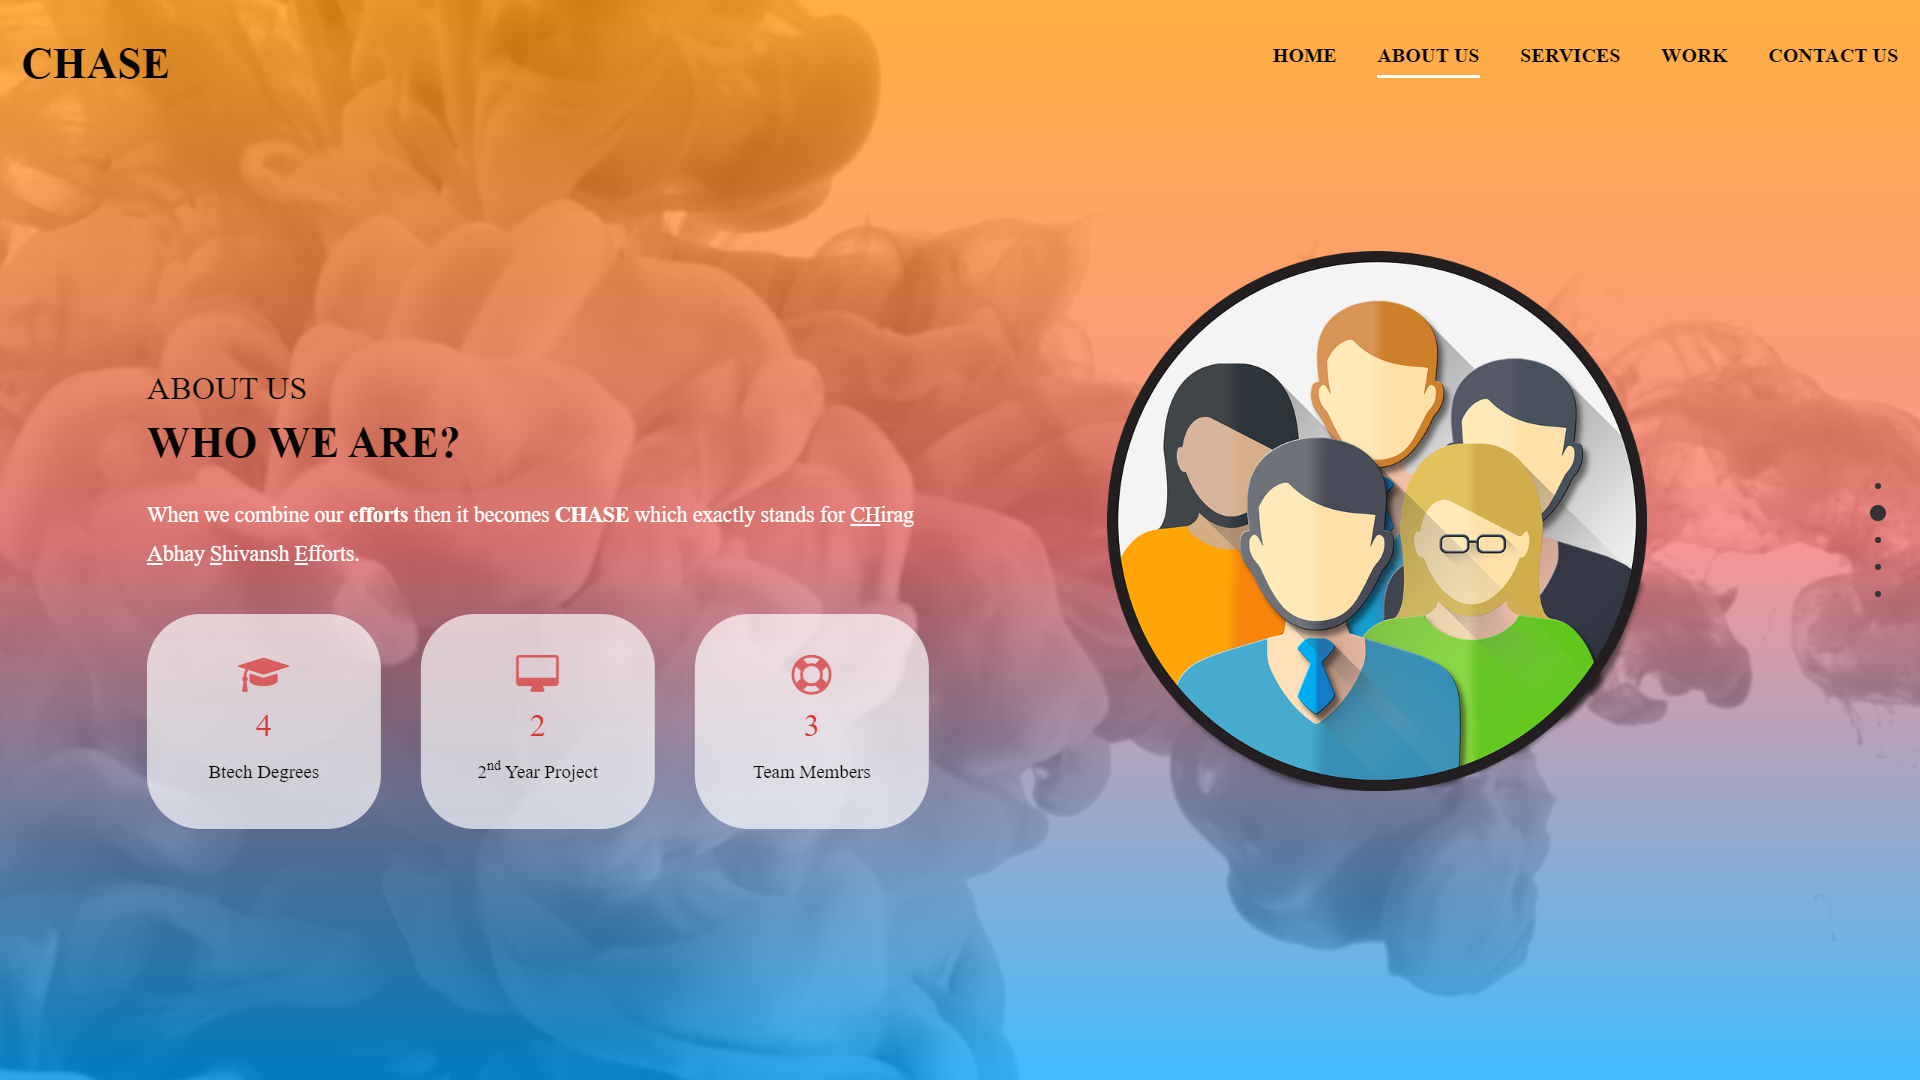 CHASE
HOME ABOUT US SERVICES WORK CONTACT US
ABOUT US
WHO WE ARE?
When we combine our efforts then it becomes CHASE which exactly stands for CHirag
Abhay Shivansh Efforts.
4
Btech Degrees
2
2nd Year Project
3
Team Members